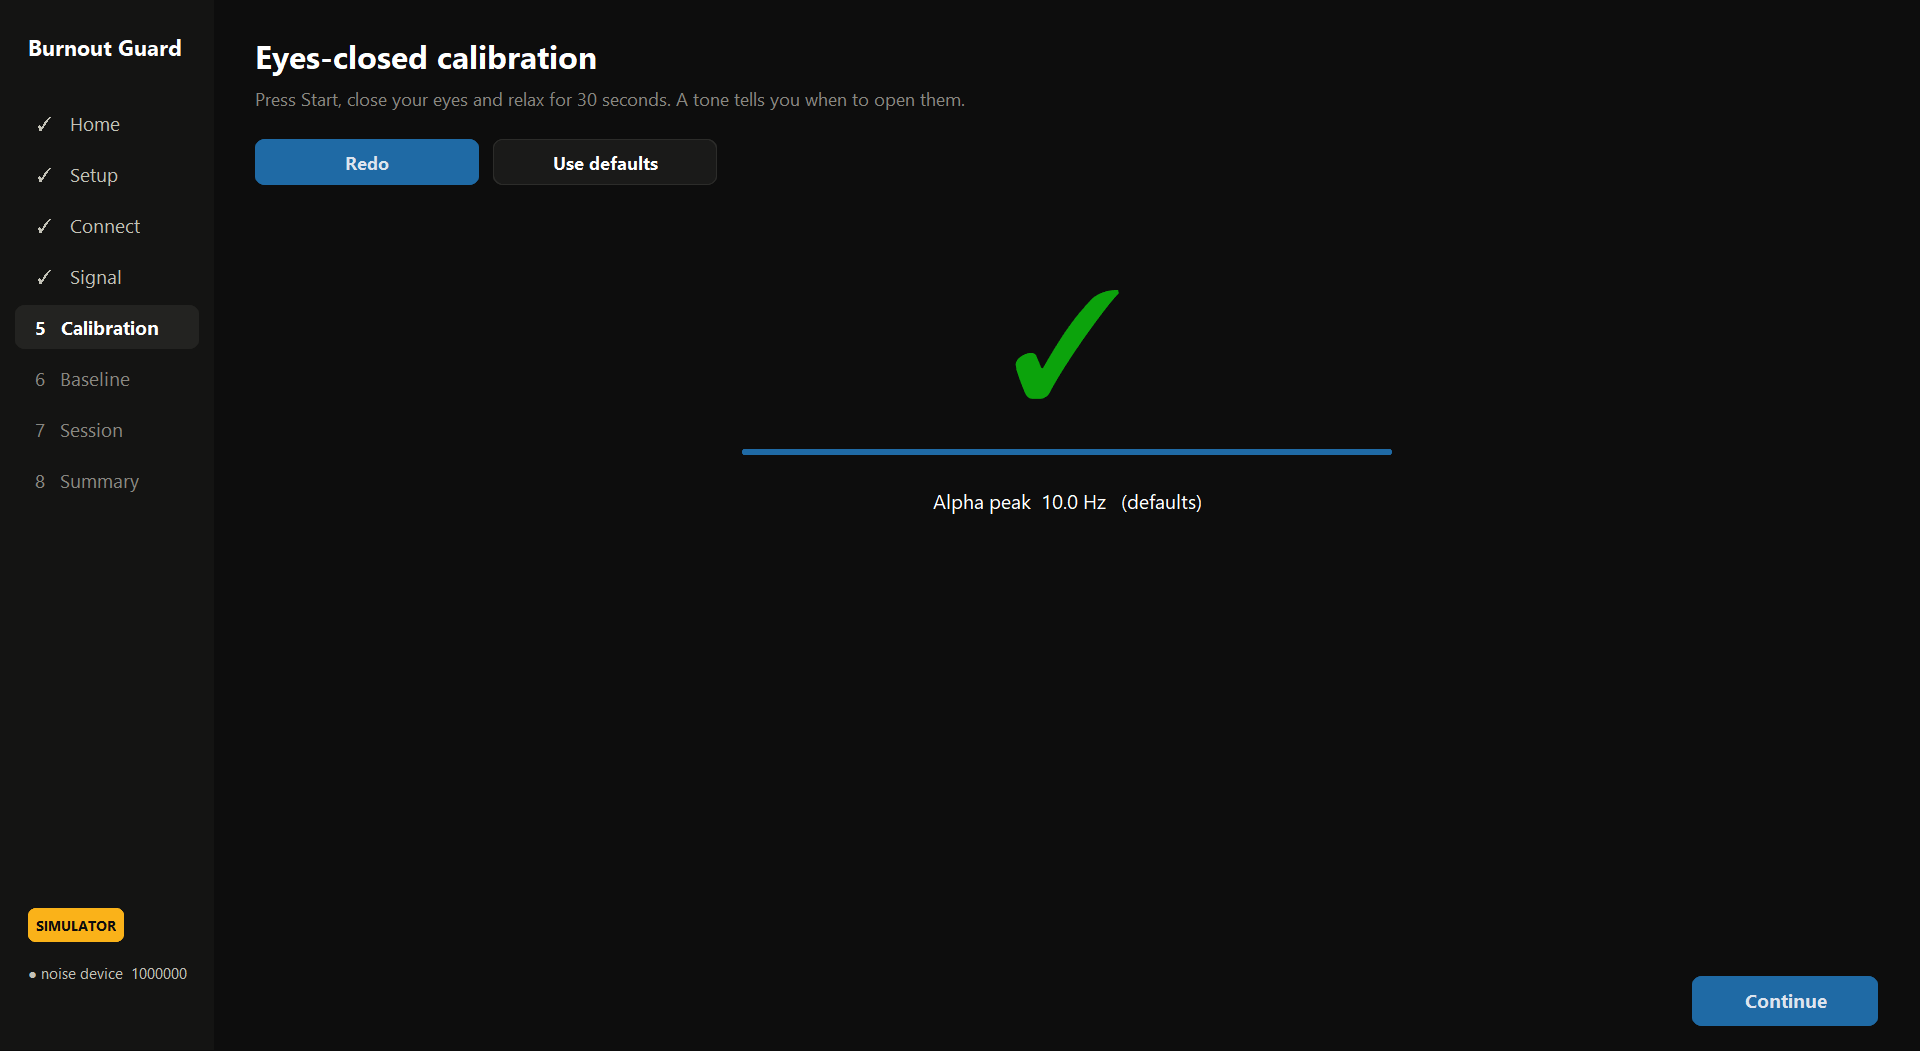 Burnout Guard
✓ Home
✓ Setup
✓ Connect
✓ Signal
5 Calibration
6 Baseline
7 Session
8 Summary
SIMULATOR
● noise device 1000000
Eyes-closed calibration
Press Start, close your eyes and relax for 30 seconds. A tone tells you when to open them.
Redo
Use defaults
Alpha peak 10.0 Hz (defaults)
Continue